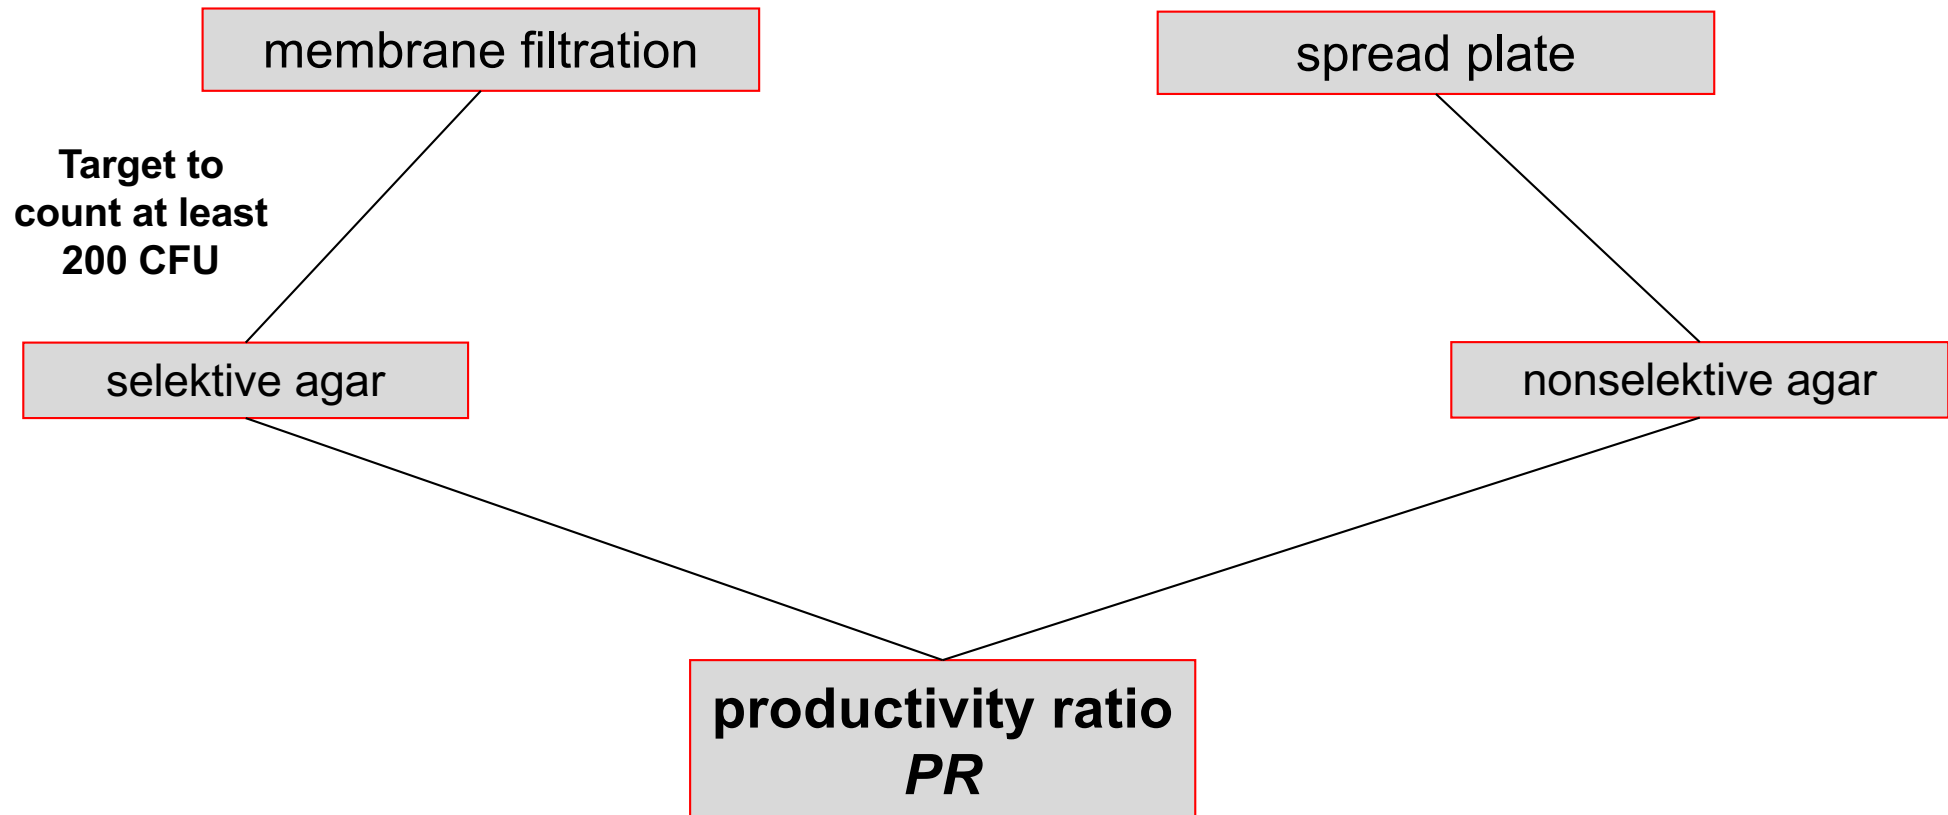 membrane filtration
spread plate
Target to
count at least
200 CFU
selektive agar
nonselektive agar
productivity ratio
PR